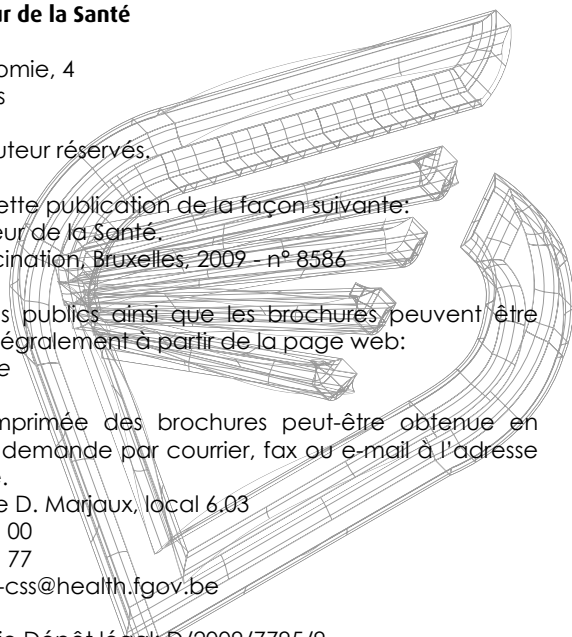 ur de la Santé
omie, 4
s
uteur réservés.
ette publication de la façon suivante:
eur de la Santé.
cination, Bruxelles, 2009 - n° 8586
s publics ainsi que les brochures peuvent être
tégralement à partir de la page web:
e
mprimée des brochures peut-être obtenue en
demande par courrier, fax ou e-mail à l'adresse
.
e D. Marjaux, local 6.03
00
77
-css@health.fgov.be